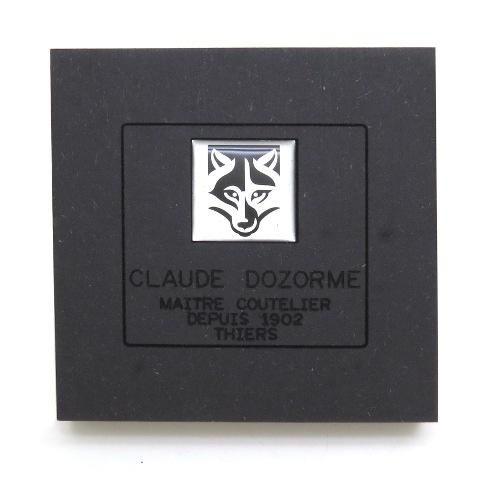 CLAUDE DOZORME
MAITRE COUTELIER
DEPUIS 1902
THIERS